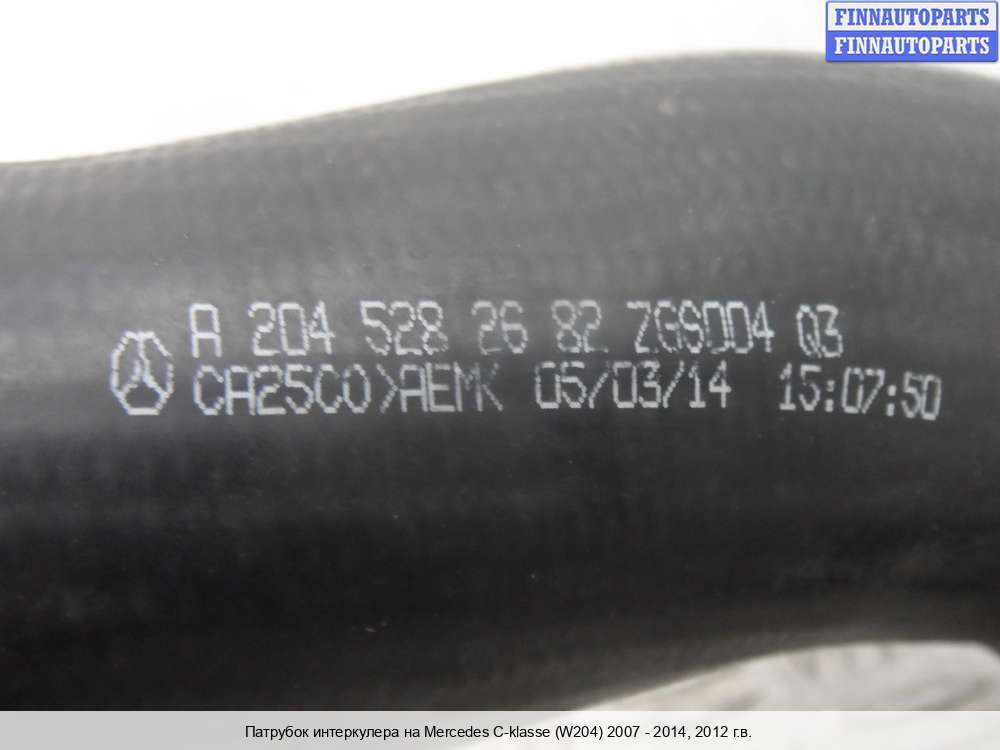 FINNAUTOPARTS
FINNAUTOPARTS
A 204 528 26 82 ZGS004 Q3
CA25CO>AEM< 05/03/14 15:07:50
Патрубок интеркулера на Mercedes C-klasse (W204) 2007 - 2014, 2012 г.в.